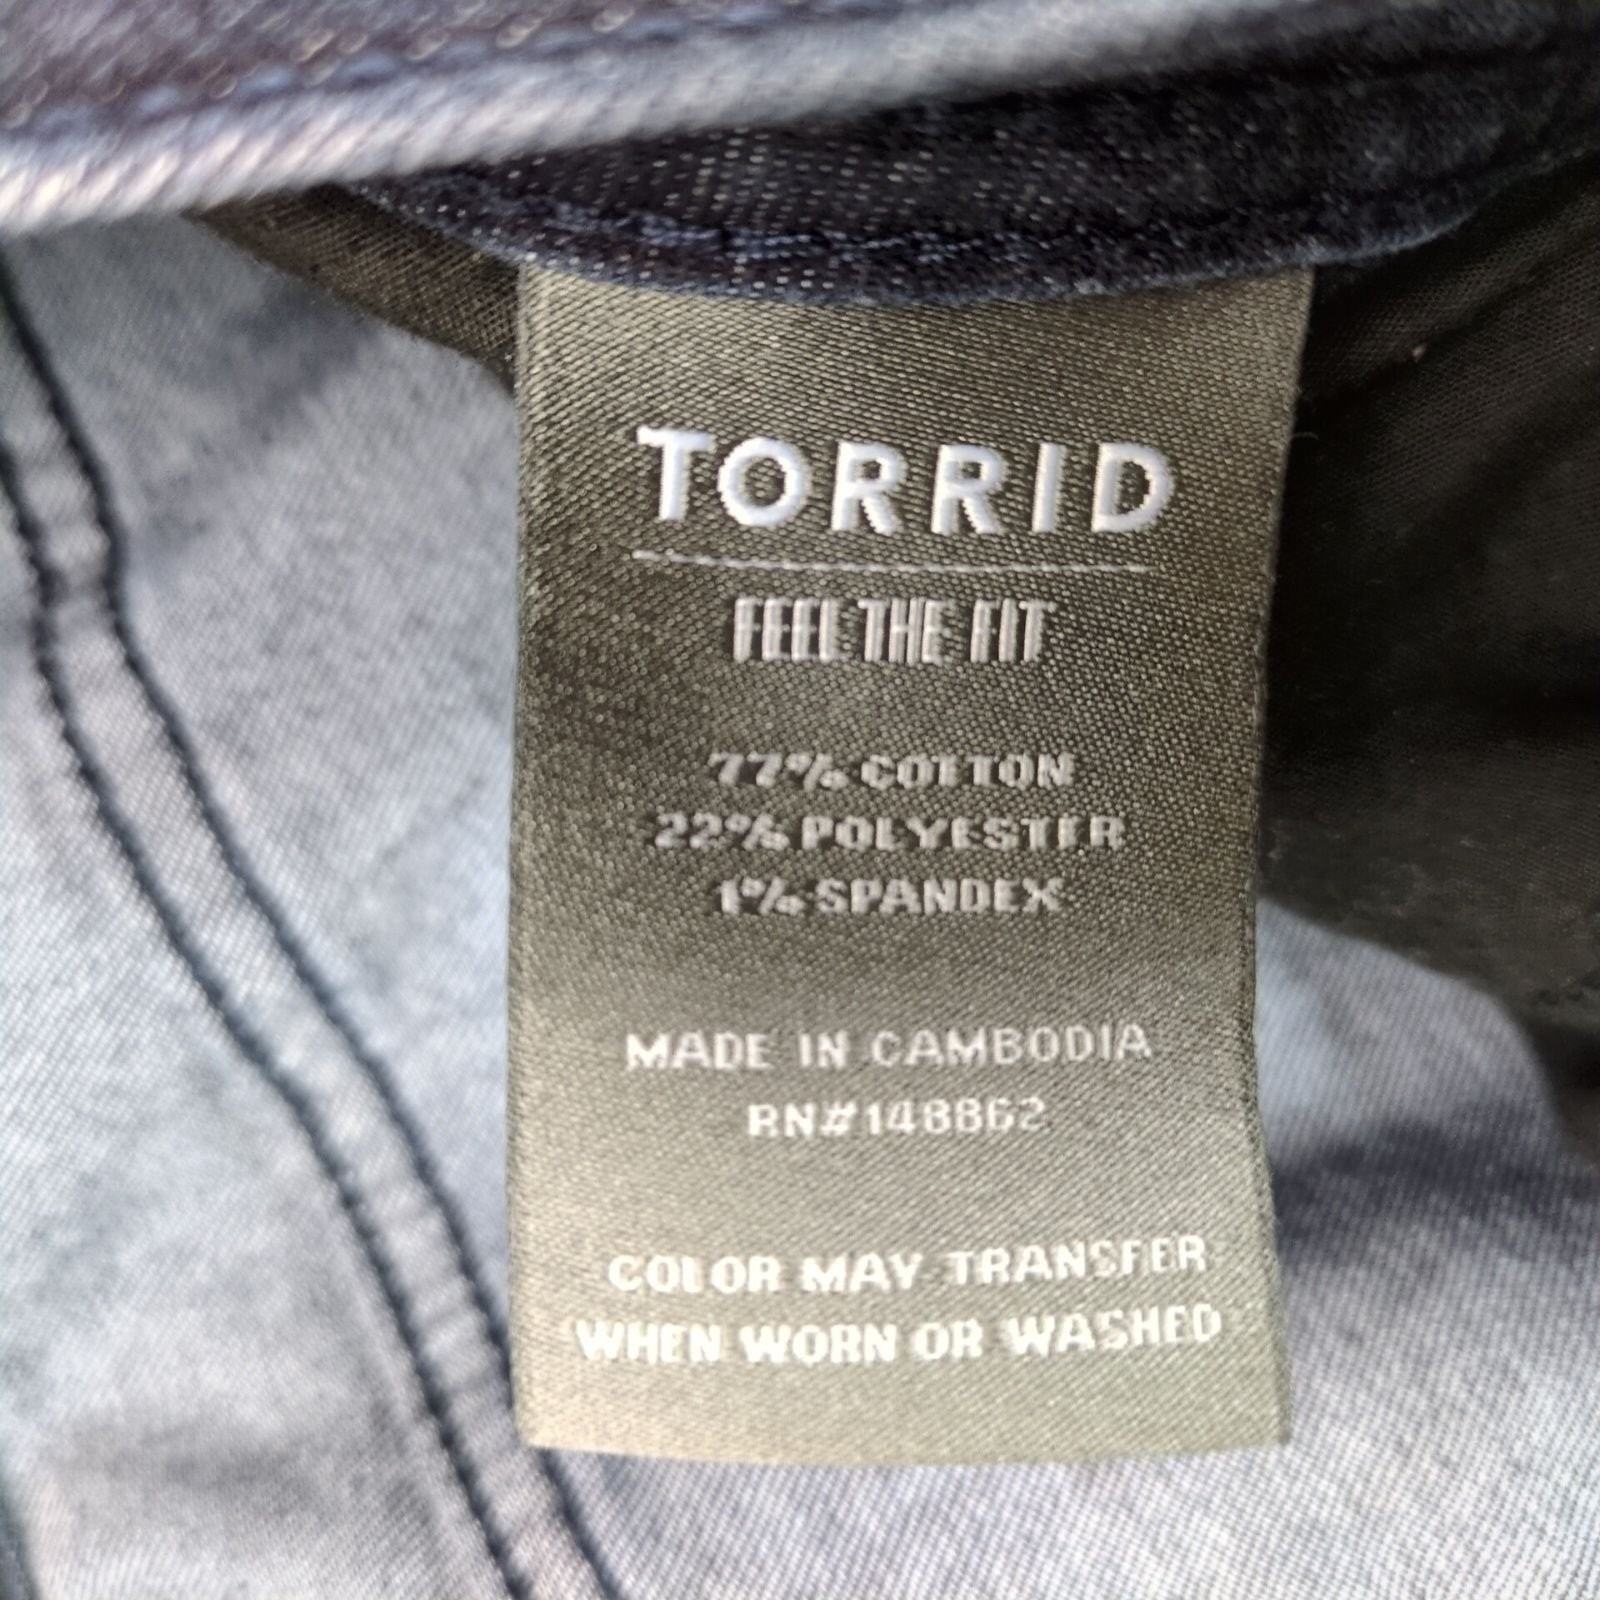 TORRID
FEEL THE FIT
77% COTTON
22% POLYESTER
1% SPANDEX
MADE IN CAMBODIA
RN#148862
COLOR MAY TRANSFER
WHEN WORN OR WASHED